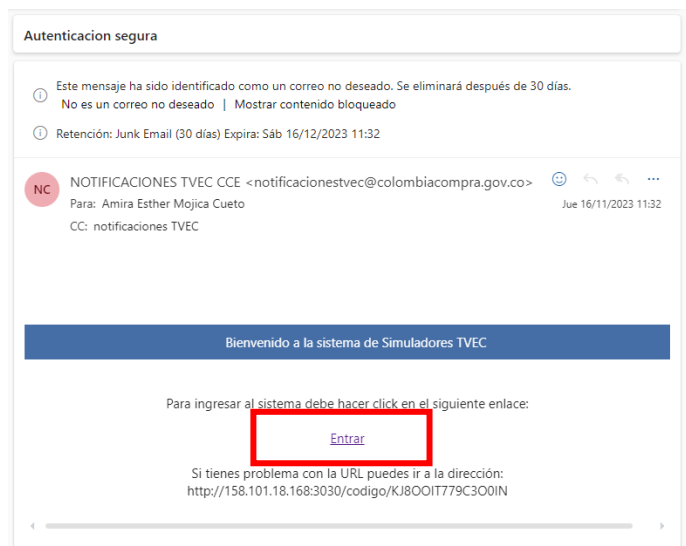 Autenticacion segura
Este mensaje ha sido identificado como un correo no deseado. Se eliminará después de 30 días.
No es un correo no deseado | Mostrar contenido bloqueado
Retención: Junk Email (30 días) Expira: Sáb 16/12/2023 11:32
NC
NOTIFICACIONES TVEC CCE <notificacionestvec@colombiacompra.gov.co>
Para: Amira Esther Mojica Cueto
Jue 16/11/2023 11:32
CC: notificaciones TVEC
Bienvenido a la sistema de Simuladores TVEC
Para ingresar al sistema debe hacer click en el siguiente enlace:
Entrar
Si tienes problema con la URL puedes ir a la dirección:
http://158.101.18.168:3030/codigo/KJ8OOIT779C3O0IN